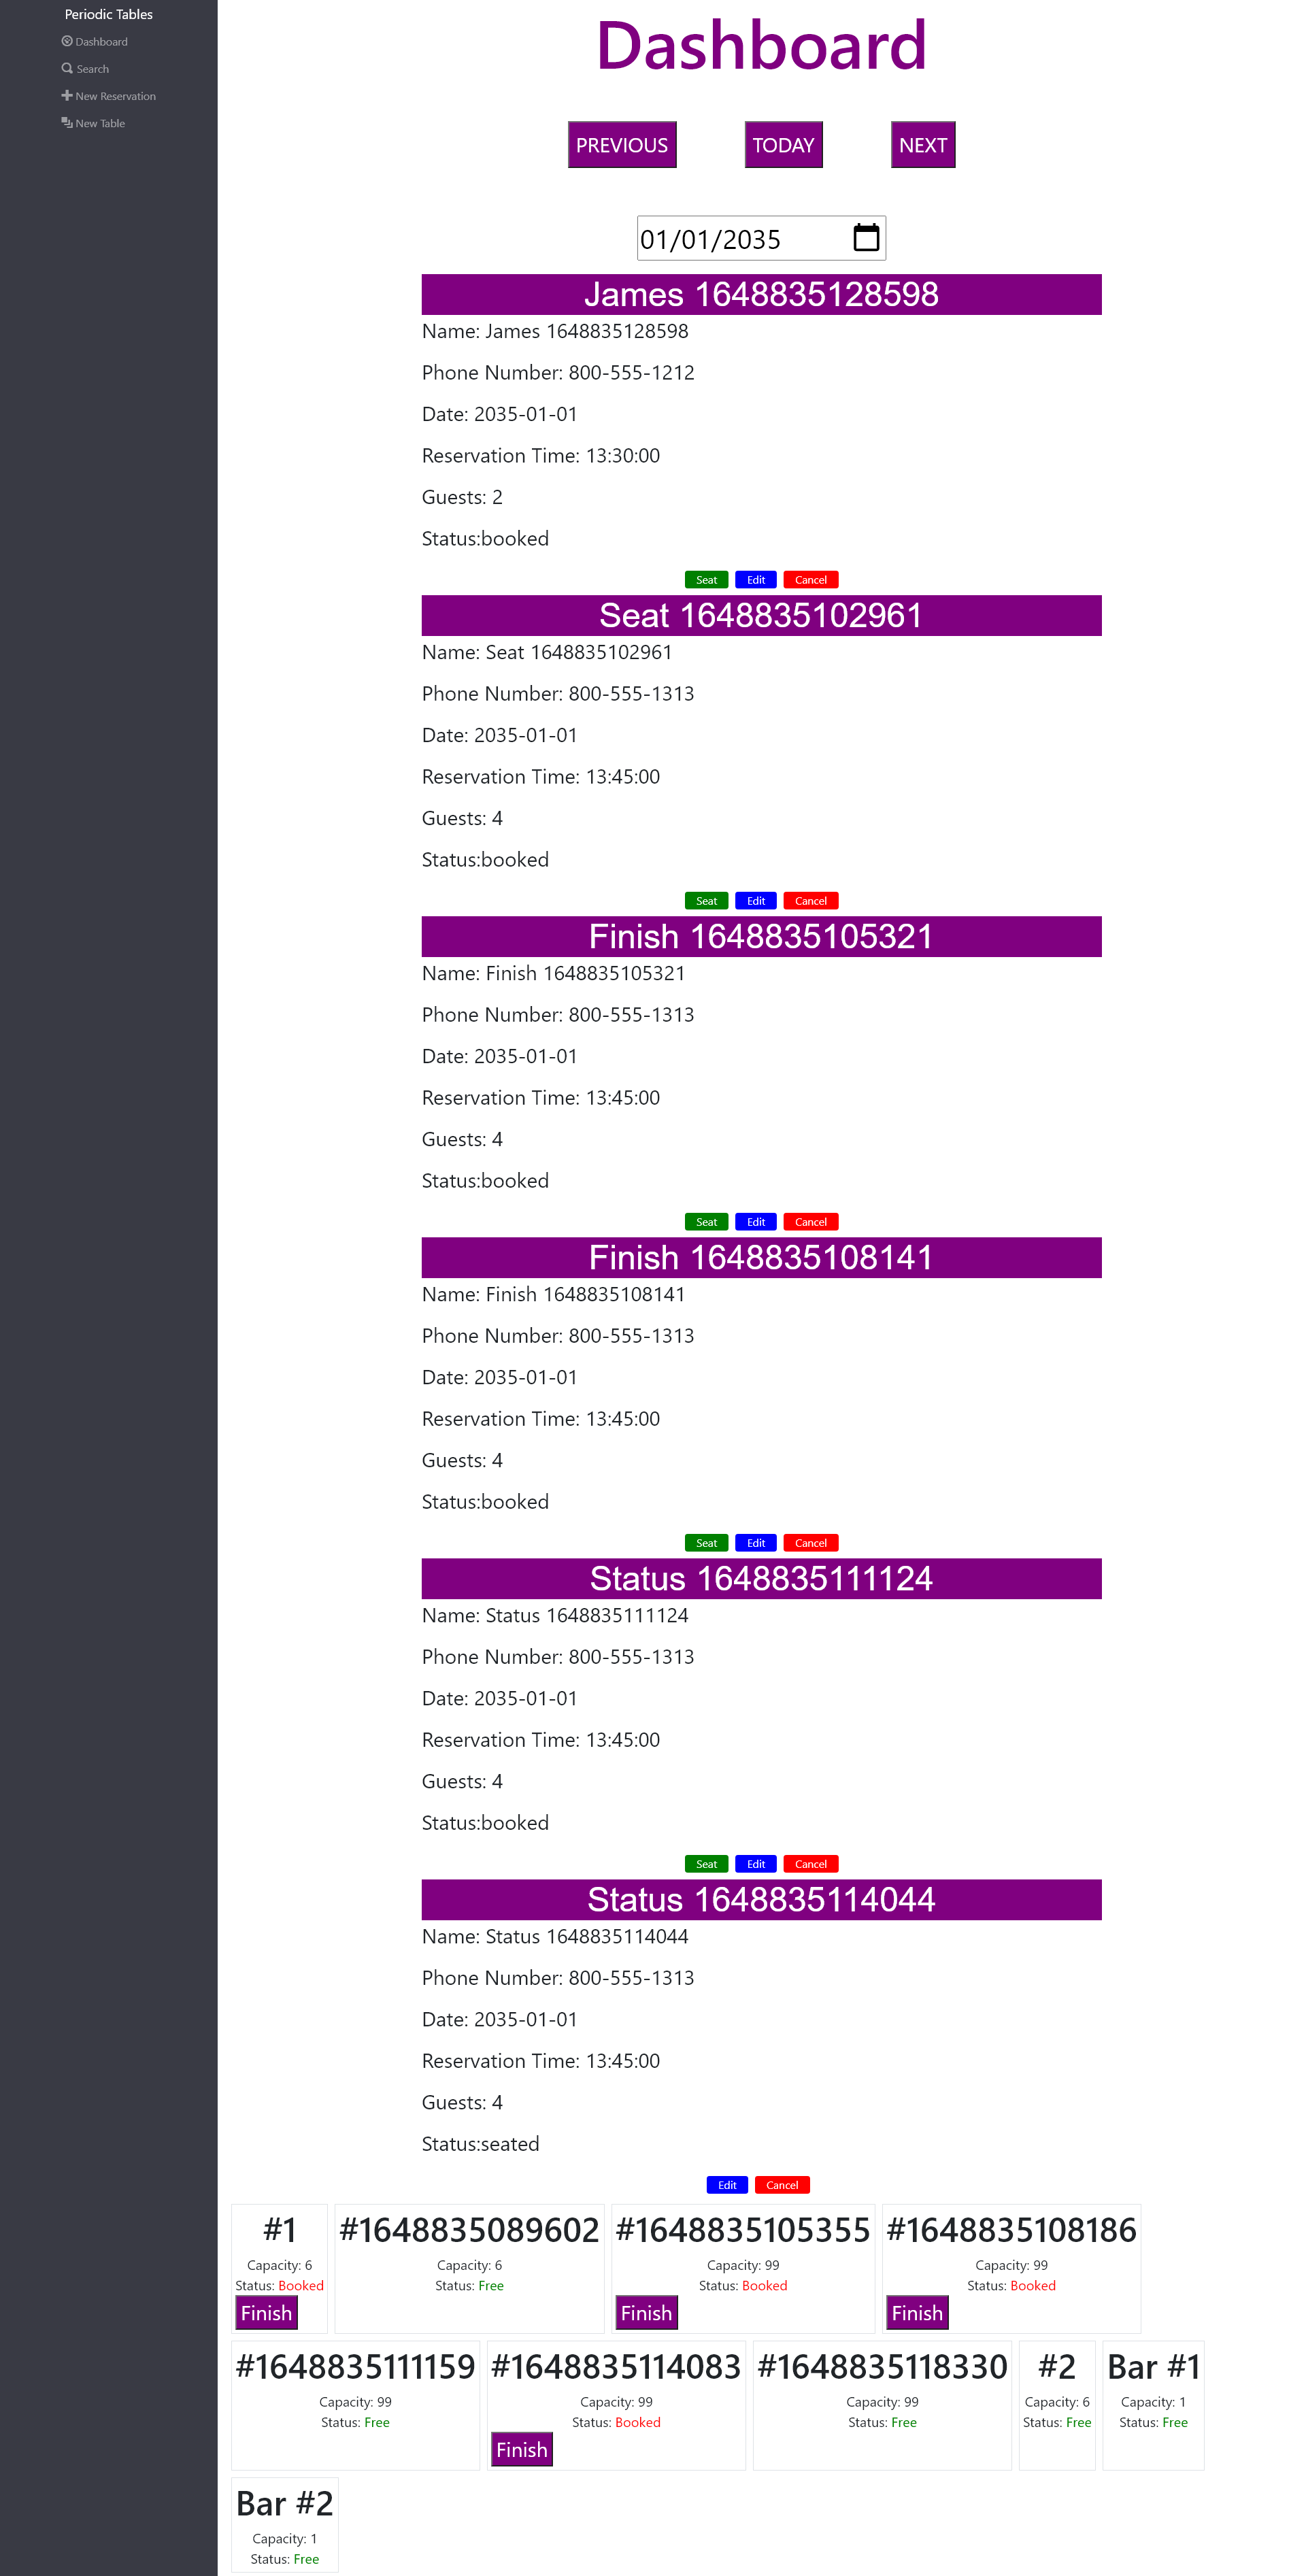 Periodic Tables
Dashboard
Search
New Reservation
New Table
Dashboard
PREVIOUS TODAY NEXT
01/01/2035
James 1648835128598
Name: James 1648835128598
Phone Number: 800-555-1212
Date: 2035-01-01
Reservation Time: 13:30:00
Guests: 2
Status:booked
Seat Edit Cancel
Seat 1648835102961
Name: Seat 1648835102961
Phone Number: 800-555-1313
Date: 2035-01-01
Reservation Time: 13:45:00
Guests: 4
Status:booked
Seat Edit Cancel
Finish 1648835105321
Name: Finish 1648835105321
Phone Number: 800-555-1313
Date: 2035-01-01
Reservation Time: 13:45:00
Guests: 4
Status:booked
Seat Edit Cancel
Finish 1648835108141
Name: Finish 1648835108141
Phone Number: 800-555-1313
Date: 2035-01-01
Reservation Time: 13:45:00
Guests: 4
Status:booked
Seat Edit Cancel
Status 1648835111124
Name: Status 1648835111124
Phone Number: 800-555-1313
Date: 2035-01-01
Reservation Time: 13:45:00
Guests: 4
Status:booked
Seat Edit Cancel
Status 1648835114044
Name: Status 1648835114044
Phone Number: 800-555-1313
Date: 2035-01-01
Reservation Time: 13:45:00
Guests: 4
Status:seated
Edit Cancel
#1
Capacity: 6
Status: Booked
Finish
#1648835089602
Capacity: 6
Status: Free
#1648835105355
Capacity: 99
Status: Booked
Finish
#1648835108186
Capacity: 99
Status: Booked
Finish
#1648835111159
Capacity: 99
Status: Free
#1648835114083
Capacity: 99
Status: Booked
Finish
#1648835118330
Capacity: 99
Status: Free
#2
Capacity: 6
Status: Free
Bar #1
Capacity: 1
Status: Free
Bar #2
Capacity: 1
Status: Free